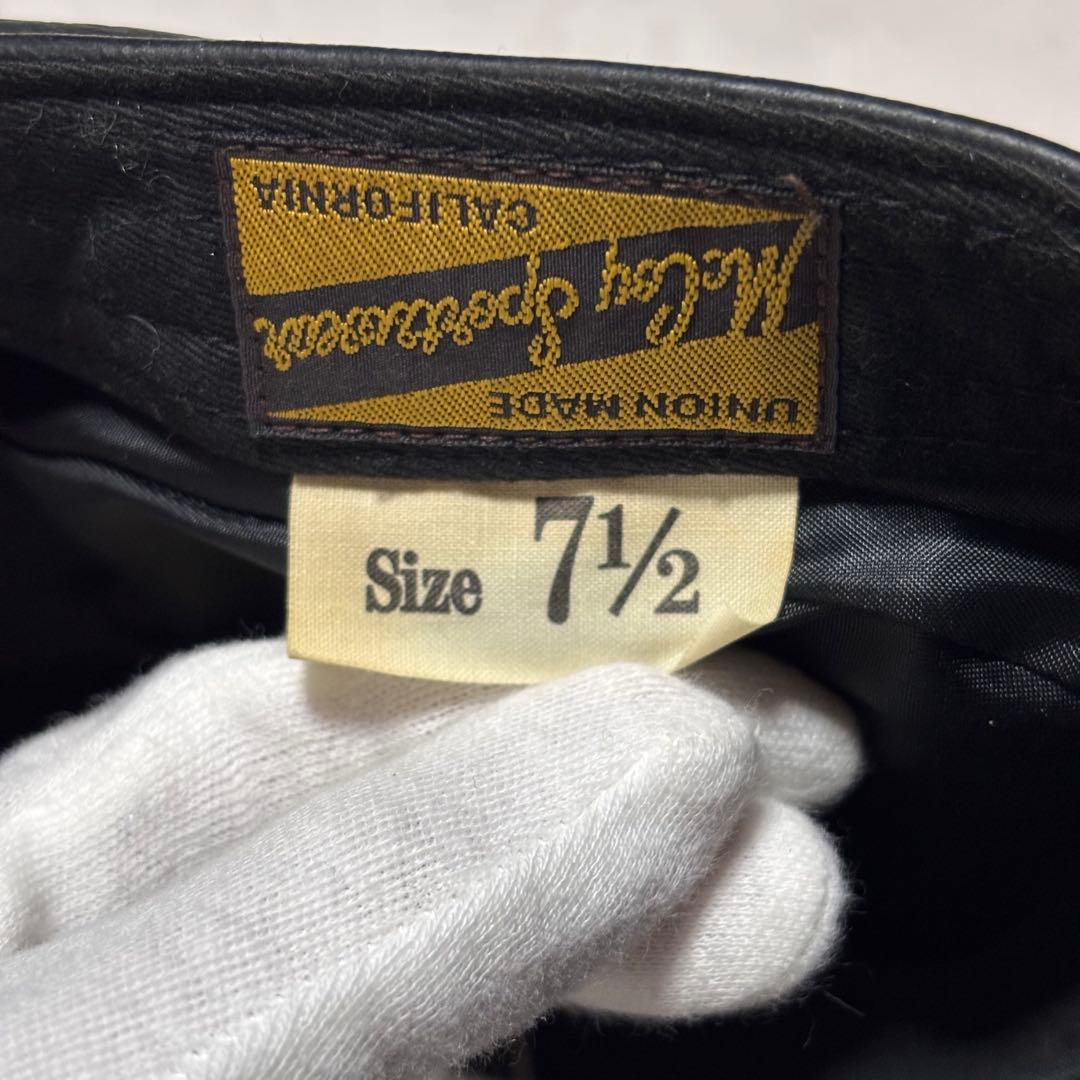 UNION MADE
McCoy Sportswear
CALIFORNIA
Size 7½